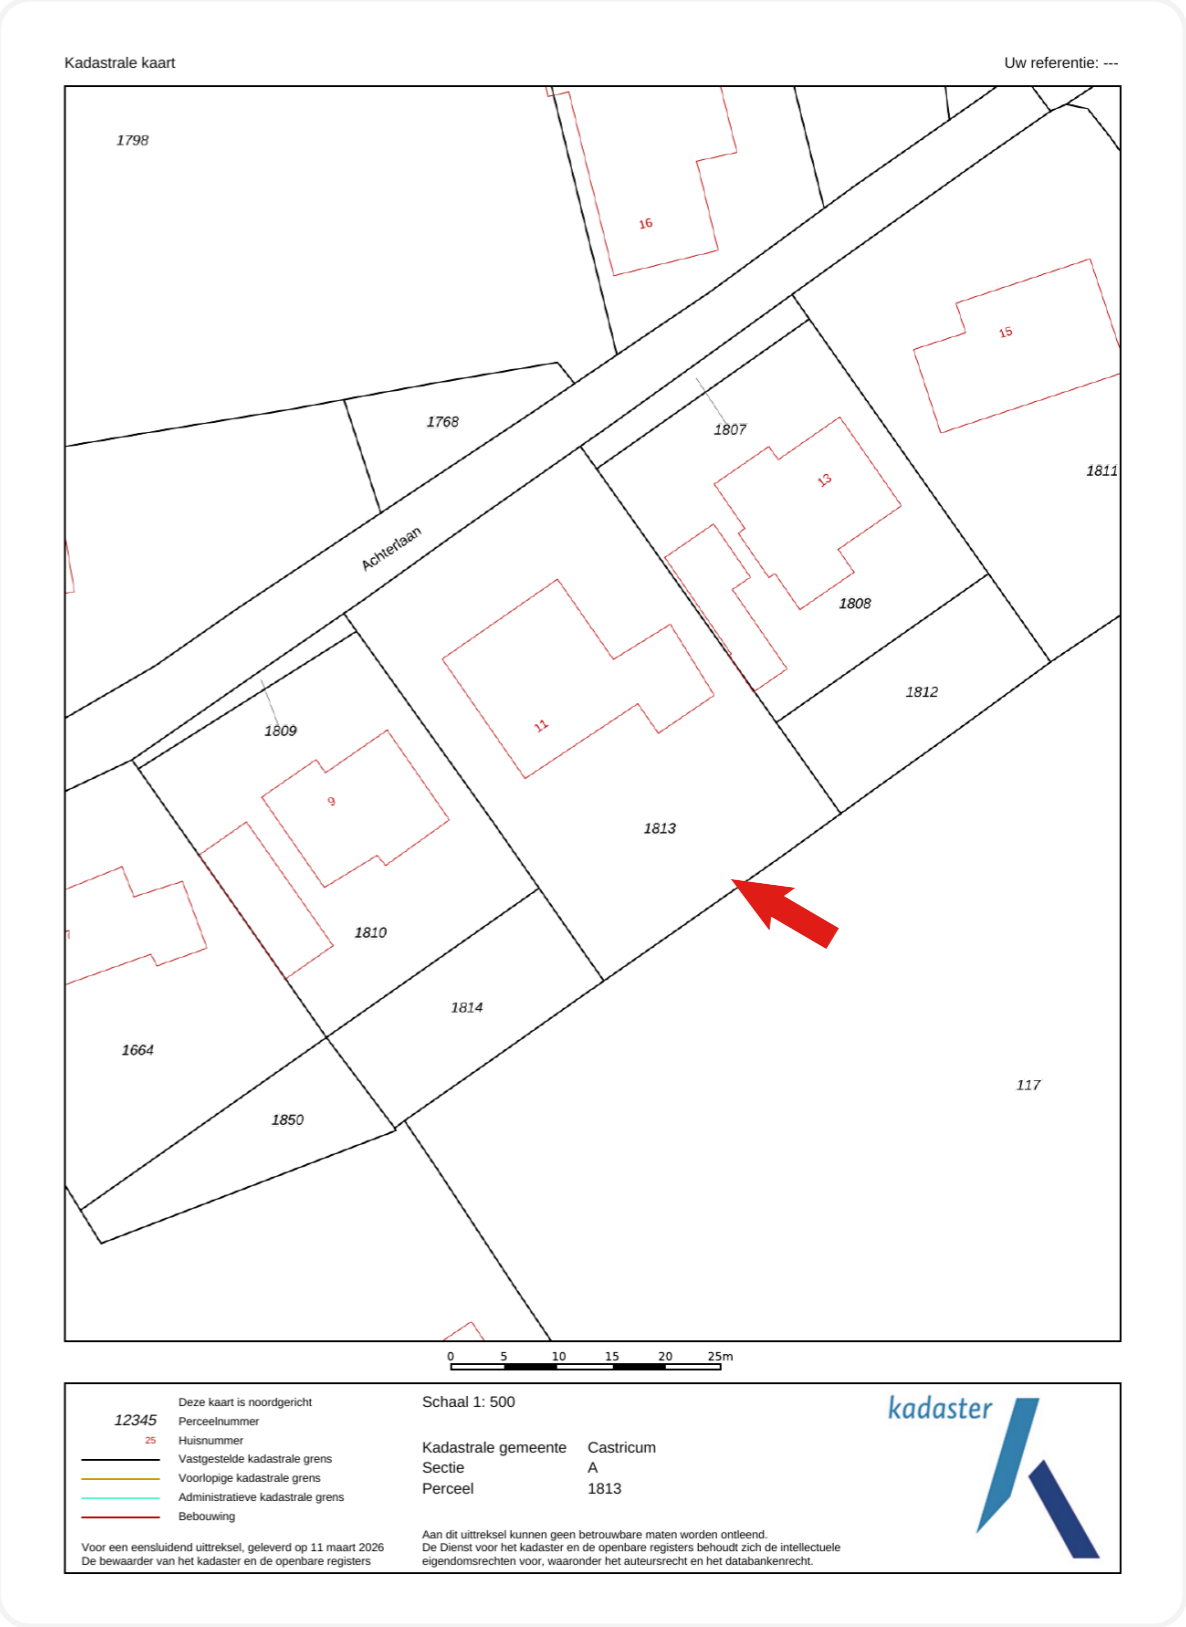 Kadastrale kaart
Uw referentie: ---
1798
16
15
1768
1807
1811
13
Achterlaan
1808
1812
11
1809
9
1813
1810
1814
1664
117
1850
0 5 10 15 20 25m
Deze kaart is noordgericht
12345 Perceelnummer
25 Huisnummer
Vastgestelde kadastrale grens
Voorlopige kadastrale grens
Administratieve kadastrale grens
Bebouwing
Voor een eensluidend uittreksel, geleverd op 11 maart 2026
De bewaarder van het kadaster en de openbare registers
Schaal 1: 500
Kadastrale gemeente Castricum
Sectie A
Perceel 1813
Aan dit uittreksel kunnen geen betrouwbare maten worden ontleend.
De Dienst voor het kadaster en de openbare registers behoudt zich de intellectuele
eigendomsrechten voor, waaronder het auteursrecht en het databankenrecht.
kadaster